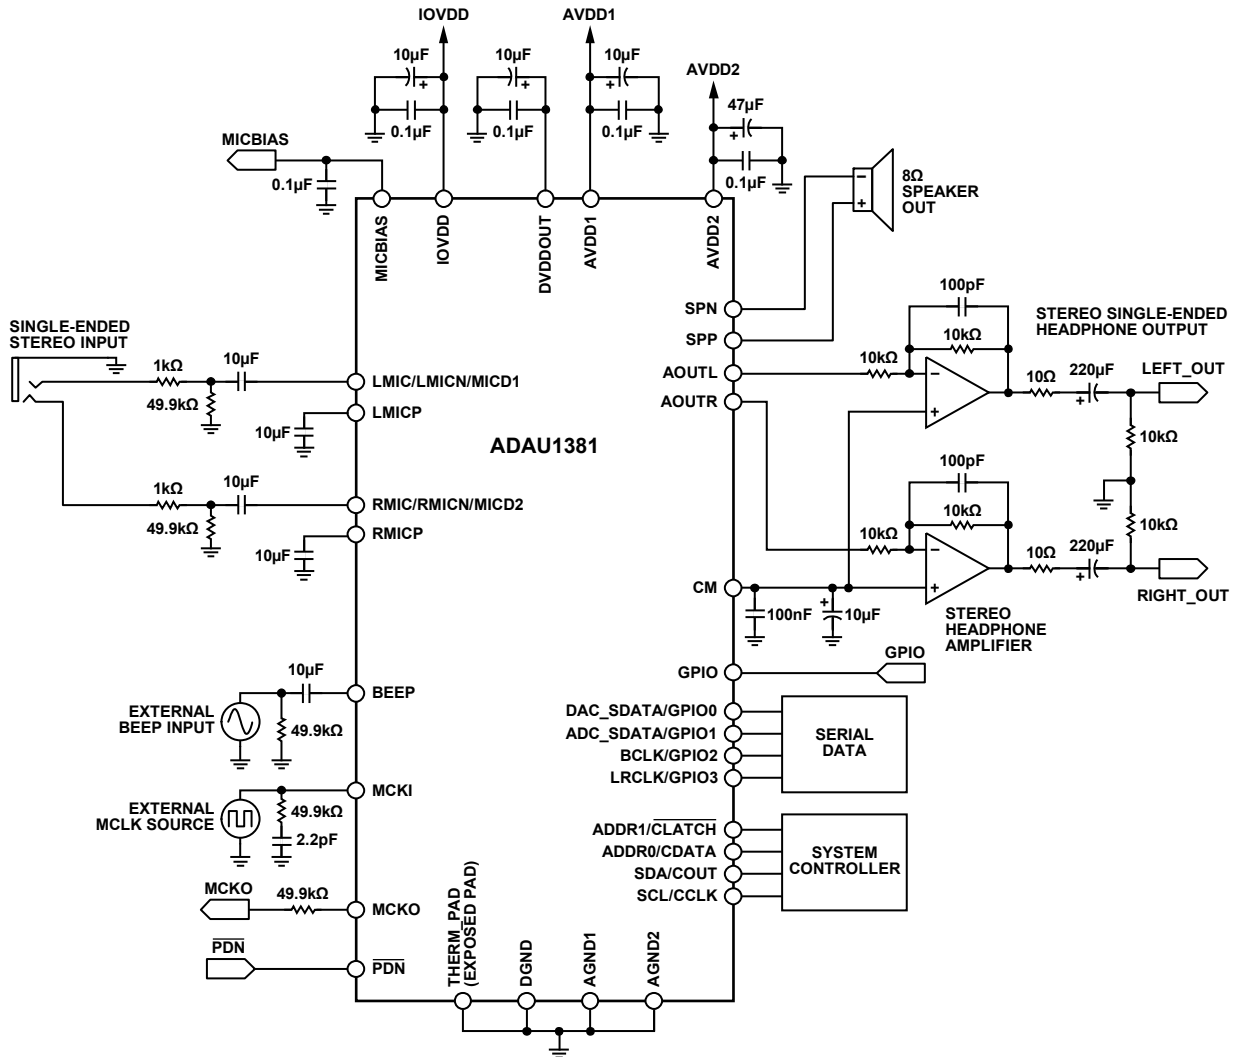 IOVDD
AVDD1
10µF
10µF
10µF
AVDD2
47µF
0.1µF
0.1µF
0.1µF
MICBIAS
0.1µF
0.1µF
8Ω
SPEAKER
OUT
MICBIAS
IOVDD
DVDDOUT
AVDD1
AVDD2
SPN
SPP
AOUTL
AOUTR
100pF
10kΩ
10kΩ
STEREO SINGLE-ENDED
HEADPHONE OUTPUT
10Ω
220µF
LEFT_OUT
10kΩ
SINGLE-ENDED
STEREO INPUT
1kΩ
10µF
49.9kΩ
LMIC/LMICN/MICD1
LMICP
10µF
ADAU1381
1kΩ
10µF
49.9kΩ
RMIC/RMICN/MICD2
RMICP
10µF
100pF
10kΩ
10kΩ
10kΩ
10Ω
220µF
RIGHT_OUT
CM
100nF
10µF
STEREO
HEADPHONE
AMPLIFIER
GPIO
GPIO
10µF
BEEP
EXTERNAL
BEEP INPUT
49.9kΩ
DAC_SDATA/GPIO0
ADC_SDATA/GPIO1
BCLK/GPIO2
LRCLK/GPIO3
SERIAL
DATA
MCKI
EXTERNAL
MCLK SOURCE
49.9kΩ
2.2pF
ADDR1/CLATCH
ADDR0/CDATA
SDA/COUT
SCL/CCLK
SYSTEM
CONTROLLER
MCKO
49.9kΩ
MCKO
PDN
PDN
THERM_PAD
(EXPOSED PAD)
DGND
AGND1
AGND2